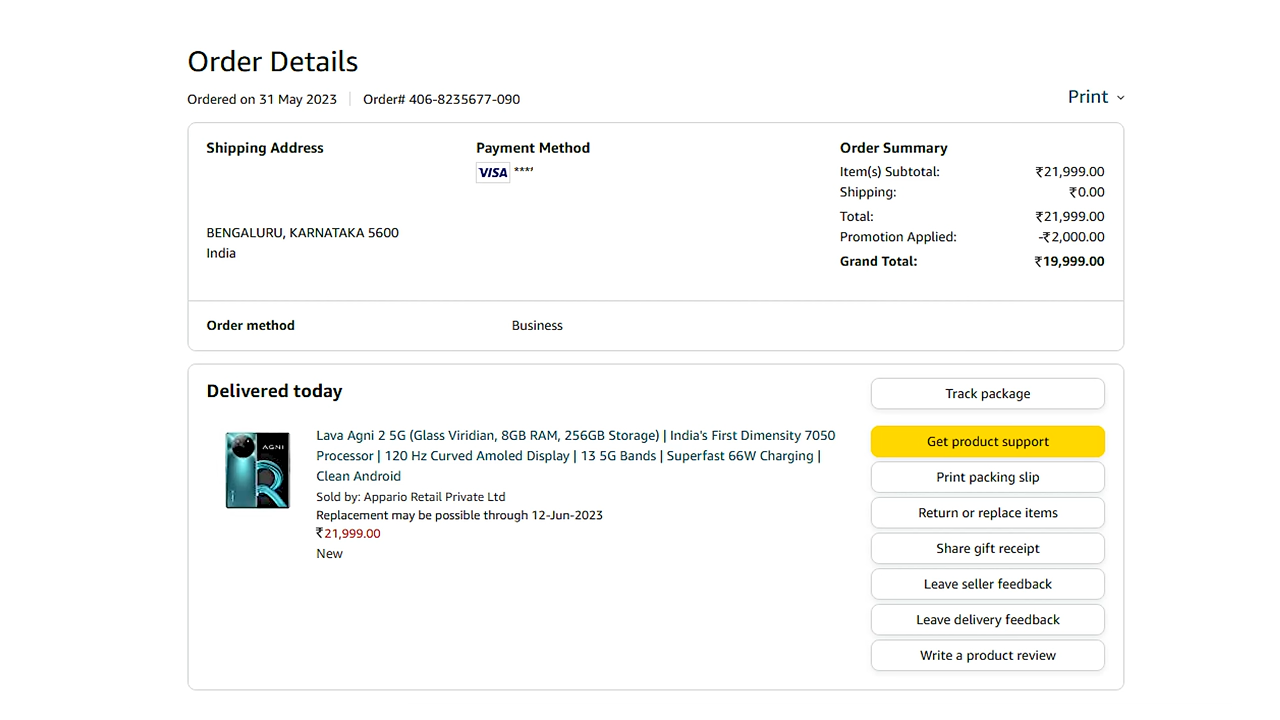 Order Details
Ordered on 31 May 2023 Order# 406-8235677-090
Print
Shipping Address
BENGALURU, KARNATAKA 5600
India
Payment Method
VISA ****
Order Summary
Item(s) Subtotal: ₹21,999.00
Shipping: ₹0.00
Total: ₹21,999.00
Promotion Applied: -₹2,000.00
Grand Total: ₹19,999.00
Order method Business
Delivered today
AGNI
Lava Agni 2 5G (Glass Viridian, 8GB RAM, 256GB Storage) | India's First Dimensity 7050
Processor | 120 Hz Curved Amoled Display | 13 5G Bands | Superfast 66W Charging |
Clean Android
Sold by: Appario Retail Private Ltd
Replacement may be possible through 12-Jun-2023
₹21,999.00
New
Track package
Get product support
Print packing slip
Return or replace items
Share gift receipt
Leave seller feedback
Leave delivery feedback
Write a product review